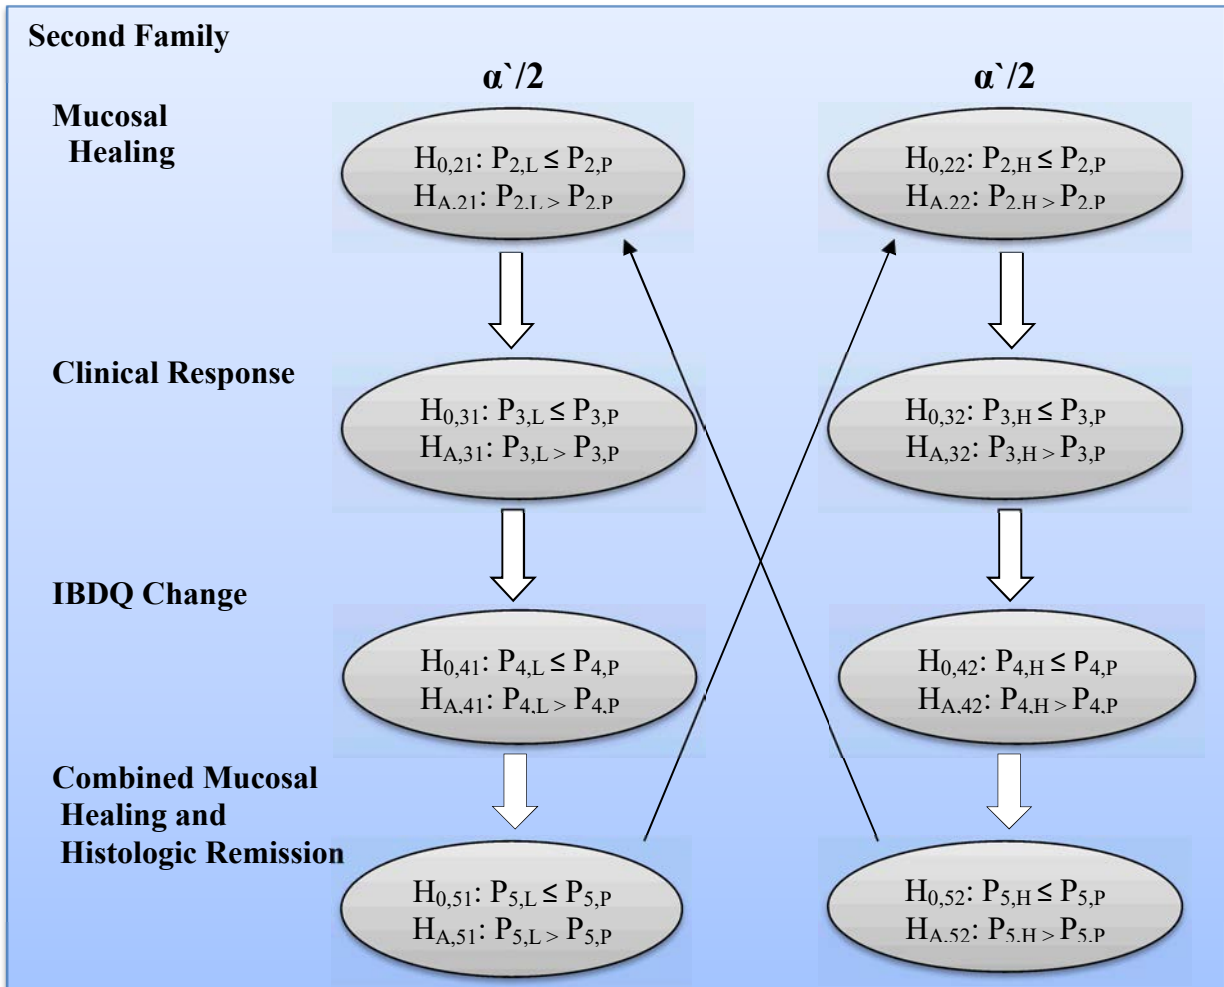 Second Family
α`/2 α`/2
Mucosal
Healing
H0,21: P2,L ≤ P2,P
HA,21: P2,L > P2,P
H0,22: P2,H ≤ P2,P
HA,22: P2,H > P2,P
Clinical Response
H0,31: P3,L ≤ P3,P
HA,31: P3,L > P3,P
H0,32: P3,H ≤ P3,P
HA,32: P3,H > P3,P
IBDQ Change
H0,41: P4,L ≤ P4,P
HA,41: P4,L > P4,P
H0,42: P4,H ≤ P4,P
HA,42: P4,H > P4,P
Combined Mucosal
Healing and
Histologic Remission
H0,51: P5,L ≤ P5,P
HA,51: P5,L > P5,P
H0,52: P5,H ≤ P5,P
HA,52: P5,H > P5,P